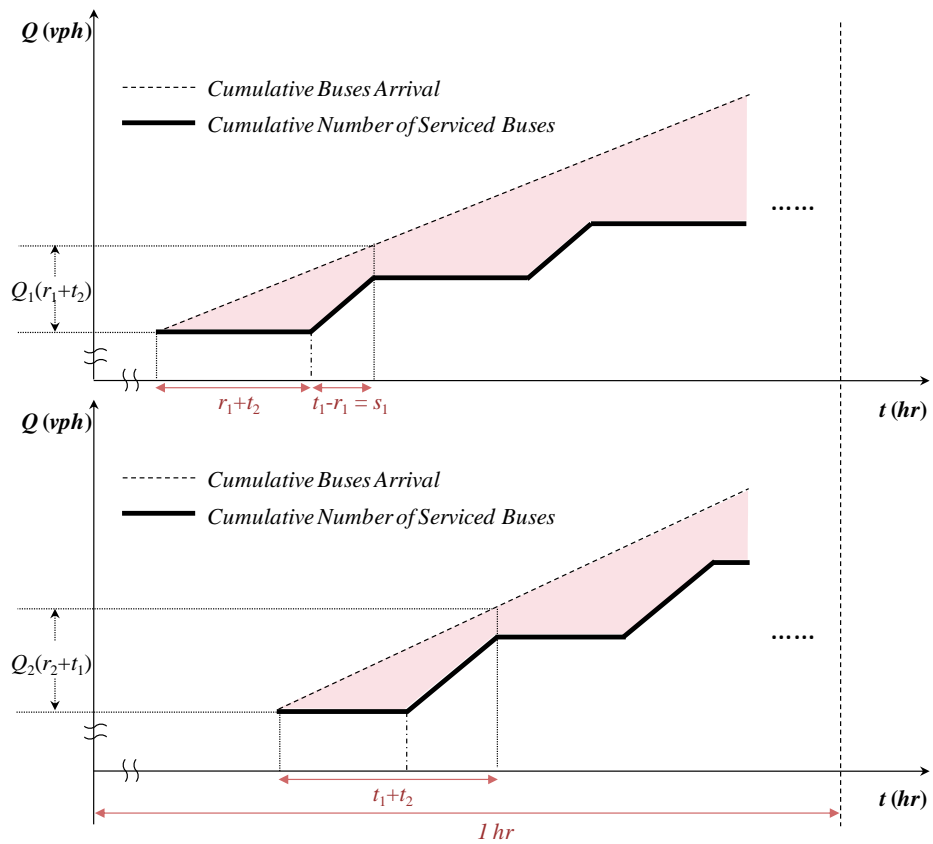 Q (vph)
Cumulative Buses Arrival
Cumulative Number of Serviced Buses
......
Q₁(r₁+t₂)
r₁+t₂
t₁-r₁ = s₁
t (hr)
Q (vph)
Cumulative Buses Arrival
Cumulative Number of Serviced Buses
......
Q₂(r₂+t₁)
t₁+t₂
t (hr)
1 hr